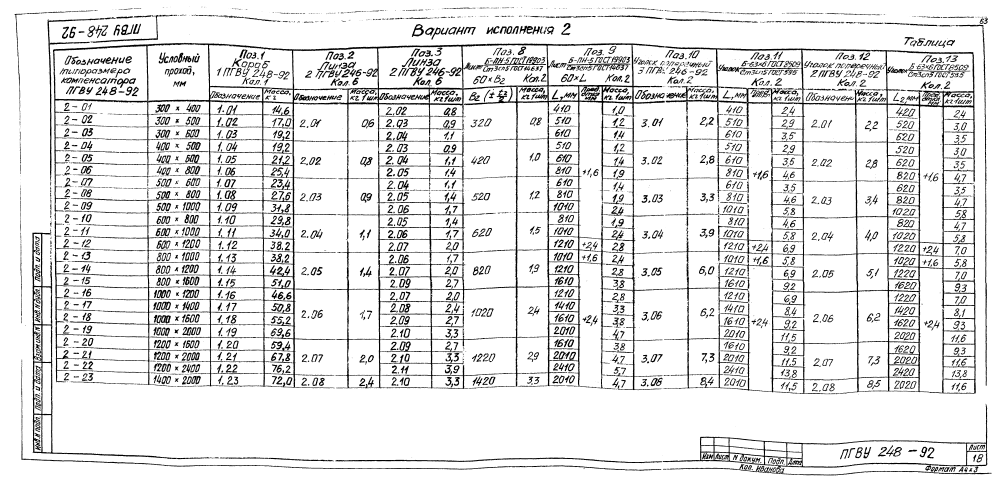 63
ПГВУ 248-92
Вариант исполнения 2
Таблица
Обозначение типоразмера компенсатора ПГВУ 248-92 | Условный проход, мм | Поз.1 Короб 1 ПГВУ 248-92 Кол. 1 | Поз.2 Линза 2 ПГВУ 246-92 Кол. 6 | Поз.3 Линза 2 ПГВУ 246-92 Кол 6 | Поз. 8 Лист Б-ПН-5 ГОСТ 19903 Ст3сп5 ГОСТ 14637 60×B2 Кол.2 | Поз. 9 Лист Б-ПН-5 ГОСТ 19903 Ст3сп5 ГОСТ 14637 60×L Кол. 2 | Поз.10 Уголок 3 ПГВУ 246-92 Кол.2 | Поз.11 Уголок Б-63×6 ГОСТ 8509 Ст3сп5 ГОСТ 535 Кол. 2 | Поз.12 Уголок поперечный 2 ПГВУ 248-92 Кол. 2 | Поз.13 Уголок Б 63×6 ГОСТ 8509 Ст3сп5 ГОСТ 535 Кол. 2
Обозначение | Масса, кг | Обозначение | Масса, кг 1 шт | Обозначение | Масса, кг 1шт | B2 | Масса, кг 1шт | L, мм | Масса, кг 1шт | Обозначение | Масса, кг 1шт | L, мм | Масса, кг 1шт | Обозначен. | Масса, кг 1шт | L2, мм | Масса, кг 1шт
2-01 300 × 400 1.01 14,6 2.01 0,6 2.02 0,8 320 0,8 410 1,0 3.01 2,2 410 2,4 2.01 2,2 420 2,4
2-02 300 × 500 1.02 17,0 2.03 0,9 510 1,2 510 2,9 520 3,0
2-03 300 × 600 1.03 19,2 2.04 1,1 610 1,4 610 3,5 620 3,5
2-04 400 × 500 1.04 19,2 2.02 0,8 2.03 0,9 420 1,0 510 1,2 3.02 2,8 510 2,9 2.02 2,8 520 3,0
2-05 400 × 600 1.05 21,2 2.04 1,1 610 1,4 610 3,5 620 3,5
2-06 400 × 800 1.06 25,4 2.05 1,4 810 +1,6 1,9 810 +1,6 4,6 820 +1,6 4,7
2-07 500 × 600 1.07 23,4 2.03 0,9 2.04 1,1 520 1,2 610 1,4 3.03 3,3 610 3,5 2.03 3,4 620 3,5
2-08 500 × 800 1.08 27,6 2.05 1,4 810 1,9 810 4,6 820 4,7
2-09 500 × 1000 1.09 31,8 2.06 1,7 1010 2,4 1010 5,8 1020 5,8
2-10 600 × 800 1.10 29,8 2.04 1,1 2.05 1,4 620 1,5 810 1,9 3.04 3,9 810 4,6 2.04 4,0 820 4,7
2-11 600 × 1000 1.11 34,0 2.06 1,7 1010 2,4 1010 5,8 1020 5,8
2-12 600 × 1200 1.12 38,2 2.07 2,0 1210 +2,4 2,8 1210 +2,4 6,9 1220 +2,4 7,0
2-13 800 × 1000 1.13 38,2 2.05 1,4 2.06 1,7 820 1,9 1010 +1,6 2,4 3.05 6,0 1010 +1,6 5,8 2.05 5,1 1020 +1,6 5,8
2-14 800 × 1200 1.14 42,4 2.07 2,0 1210 2,8 1210 6,9 1220 7,0
2-15 800 × 1600 1.15 51,0 2.09 2,7 1610 3,8 1610 9,2 1620 9,3
2-16 1000 × 1200 1.16 46,6 2.06 1,7 2.07 2,0 1020 2,4 1210 2,8 3.06 6,2 1210 6,9 2.06 6,2 1220 7,0
2-17 1000 × 1400 1.17 50,8 2.08 2,4 1410 3,3 1410 8,4 1420 8,1
2-18 1000 × 1600 1.18 55,2 2.09 2,7 1610 +2,4 3,8 1610 +2,4 9,2 1620 +2,4 9,3
2-19 1000 × 2000 1.19 69,6 2.10 3,3 2010 4,7 2010 11,5 2020 11,6
2-20 1200 × 1600 1.20 59,4 2.07 2,0 2.09 2,7 1220 2,9 1610 3,8 3.07 7,3 1610 9,2 2.07 7,3 1620 9,3
2-21 1200 × 2000 1.21 67,8 2.10 3,3 2010 4,7 2010 11,5 2020 11,6
2-22 1200 × 2400 1.22 76,2 2.11 3,9 2410 5,7 2410 13,8 2420 13,8
2-23 1400 × 2000 1.23 72,0 2.08 2,4 2.10 3,3 1420 3,3 2010 4,7 3.08 8,4 2010 11,5 2.08 8,5 2020 11,6
Инв.№ подл. Подп. и дата Взам.инв.№ Инв.№ дубл. Подп. и дата
Изм Лист № докум. Подп. Дата
ПГВУ 248-92
Лист
18
Кол. Иванова
Формат А4×3